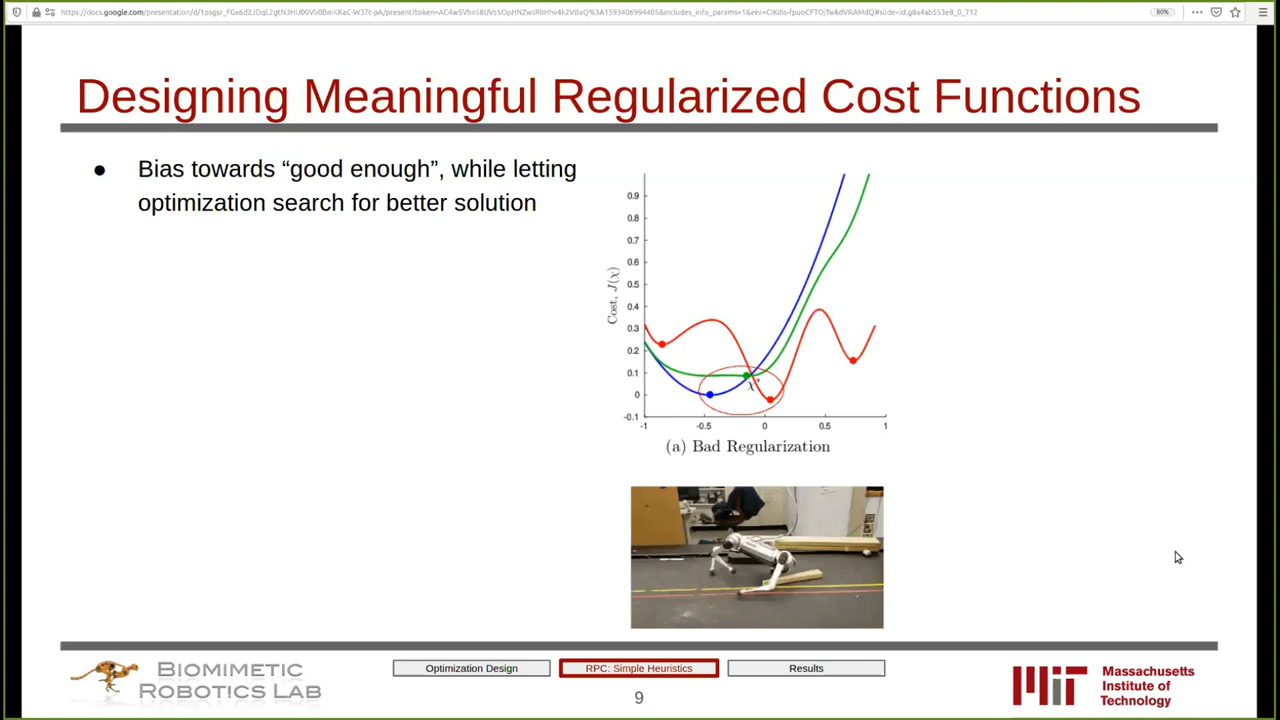 80%
Designing Meaningful Regularized Cost Functions
● Bias towards “good enough”, while letting
optimization search for better solution
Cost, J(χ)
0.9
0.8
0.7
0.6
0.5
0.4
0.3
0.2
0.1
0
-0.1
-1 -0.5 0 0.5 1
χ*
(a) Bad Regularization
BIOMIMETIC
ROBOTICS LAB
Optimization Design
RPC: Simple Heuristics
Results
9
MIT
Massachusetts
Institute of
Technology